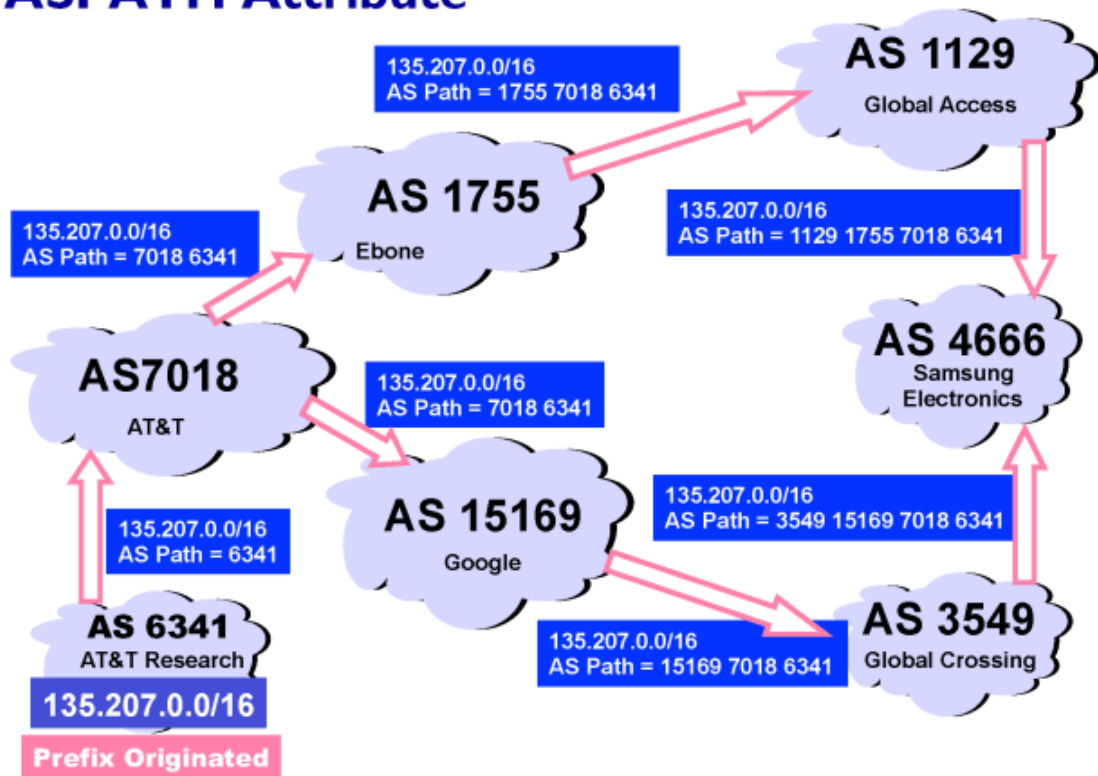 ASPATH Attribute
135.207.0.0/16
AS Path = 1755 7018 6341
AS 1129
Global Access
AS 1755
Ebone
135.207.0.0/16
AS Path = 1129 1755 7018 6341
135.207.0.0/16
AS Path = 7018 6341
AS7018
AT&T
135.207.0.0/16
AS Path = 7018 6341
AS 4666
Samsung
Electronics
AS 15169
Google
135.207.0.0/16
AS Path = 3549 15169 7018 6341
135.207.0.0/16
AS Path = 6341
AS 6341
AT&T Research
135.207.0.0/16
Prefix Originated
135.207.0.0/16
AS Path = 15169 7018 6341
AS 3549
Global Crossing